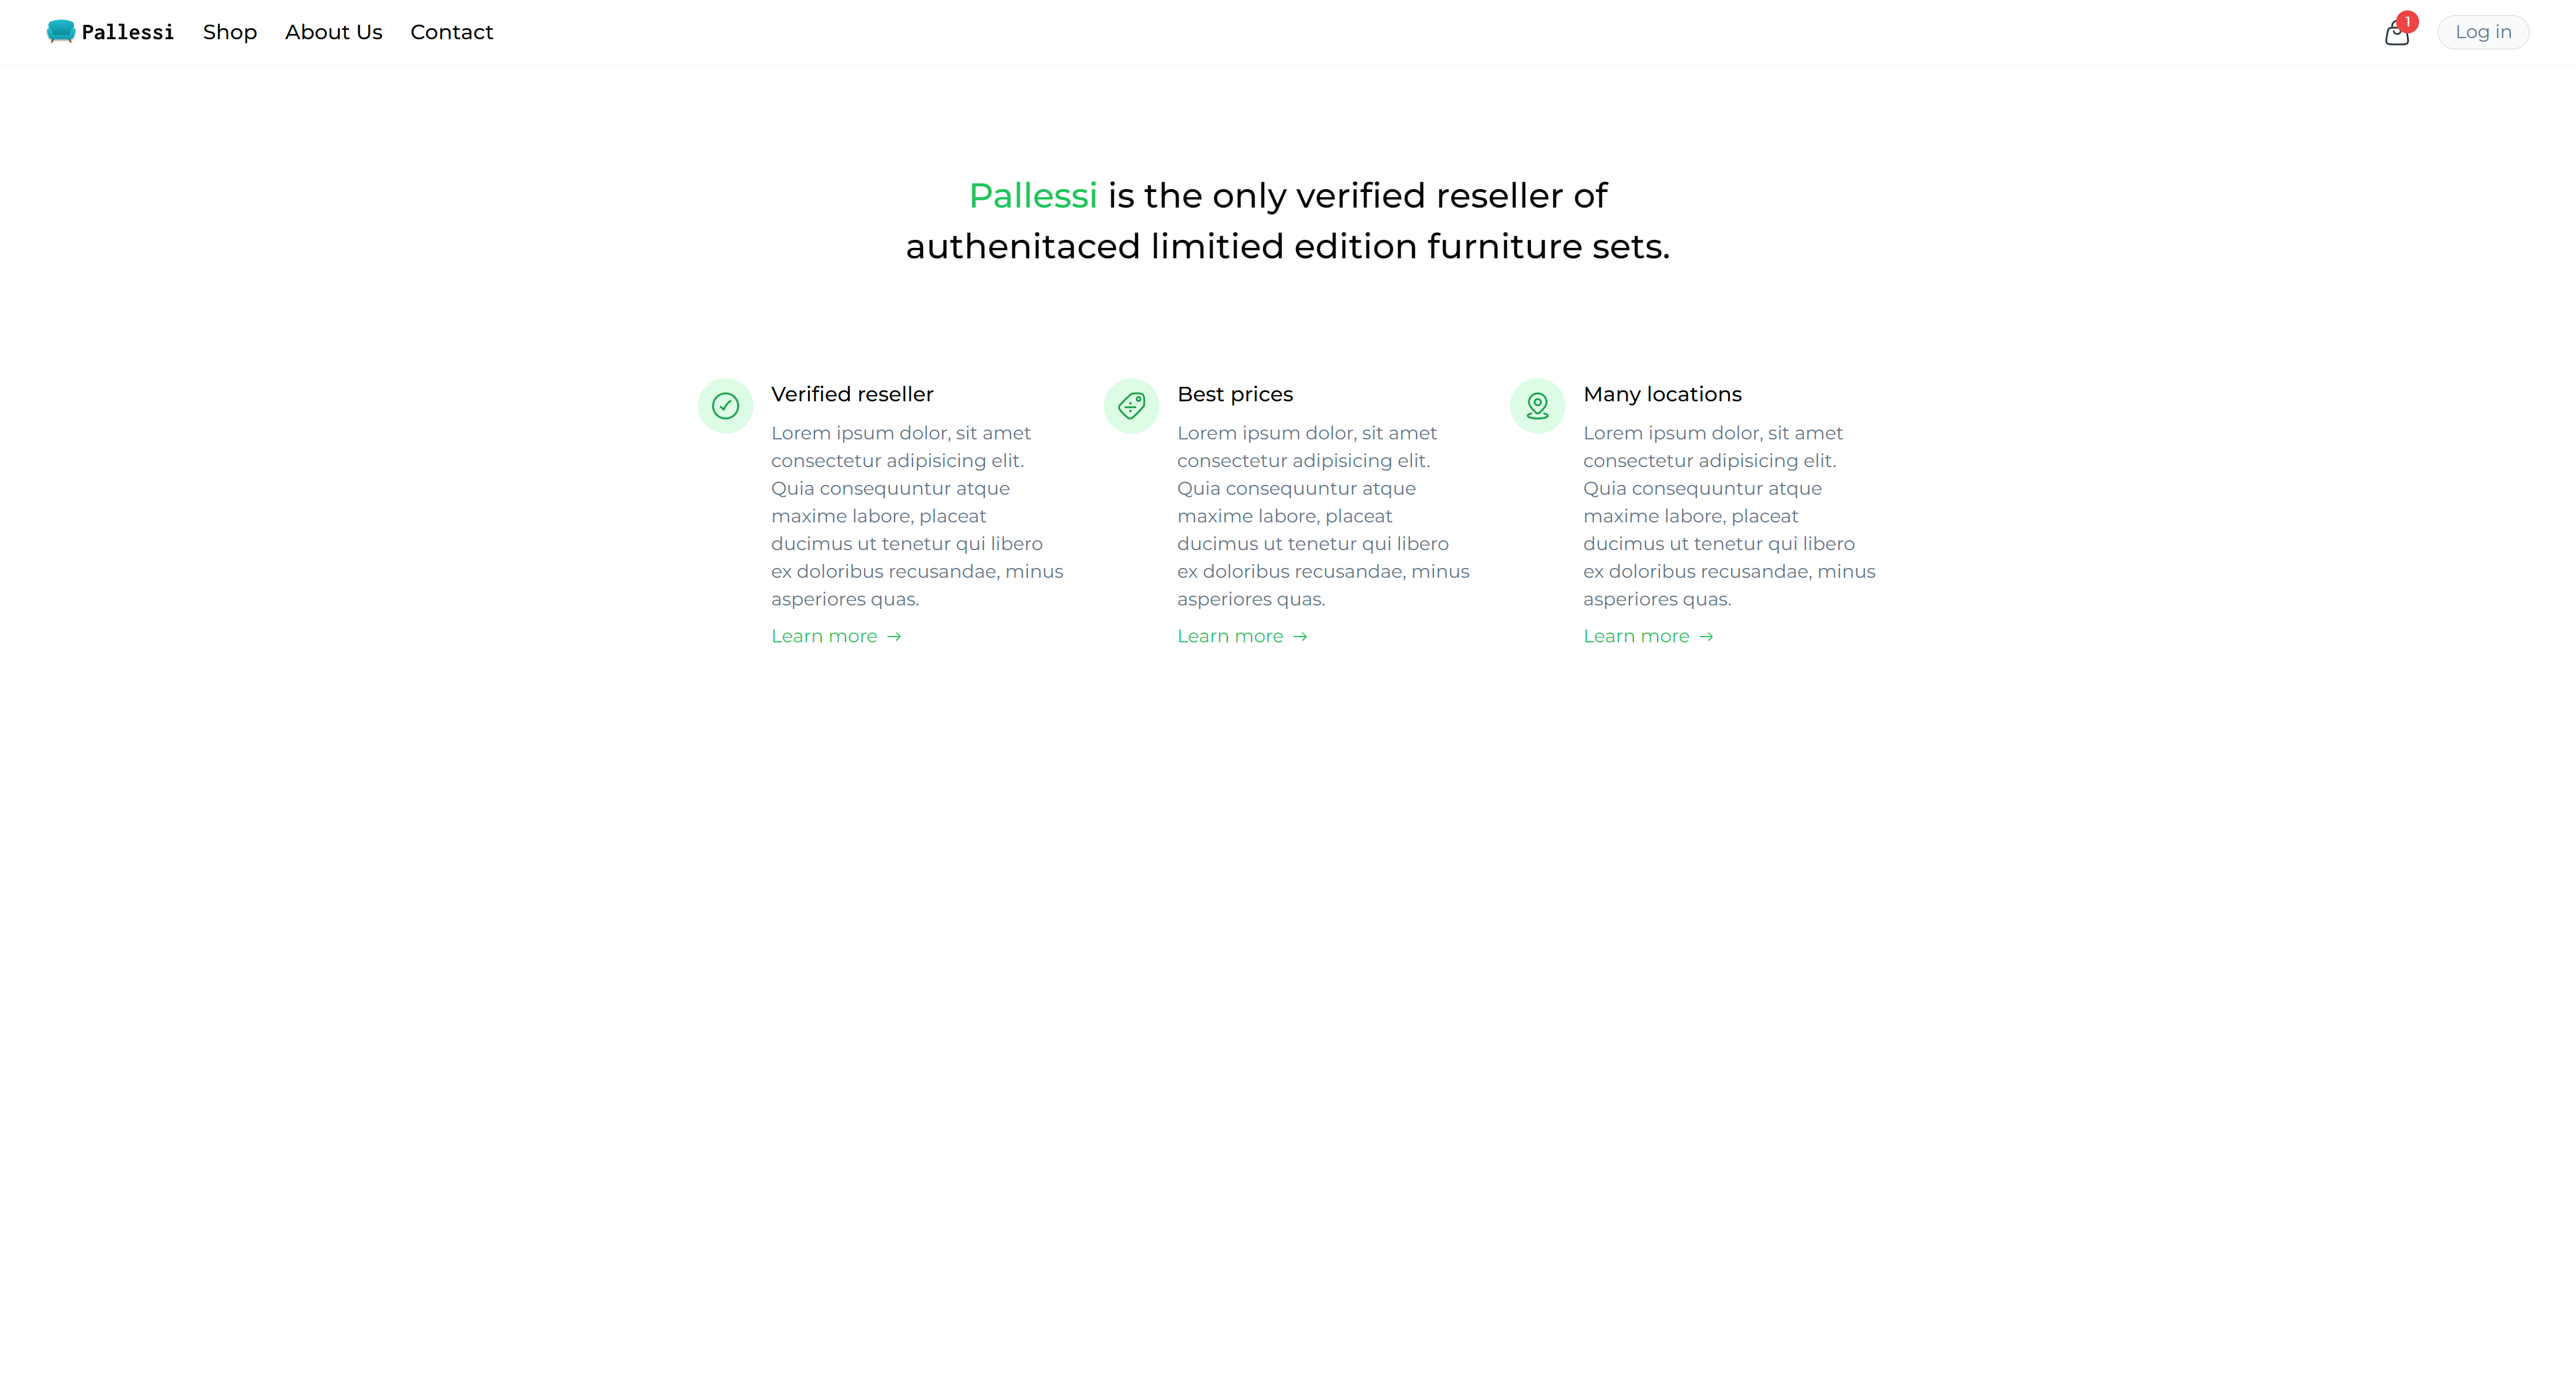 Pallessi Shop About Us Contact 1 Log in
Pallessi is the only verified reseller of
authenitaced limitied edition furniture sets.
Verified reseller
Lorem ipsum dolor, sit amet
consectetur adipisicing elit.
Quia consequuntur atque
maxime labore, placeat
ducimus ut tenetur qui libero
ex doloribus recusandae, minus
asperiores quas.
Learn more →
Best prices
Lorem ipsum dolor, sit amet
consectetur adipisicing elit.
Quia consequuntur atque
maxime labore, placeat
ducimus ut tenetur qui libero
ex doloribus recusandae, minus
asperiores quas.
Learn more →
Many locations
Lorem ipsum dolor, sit amet
consectetur adipisicing elit.
Quia consequuntur atque
maxime labore, placeat
ducimus ut tenetur qui libero
ex doloribus recusandae, minus
asperiores quas.
Learn more →